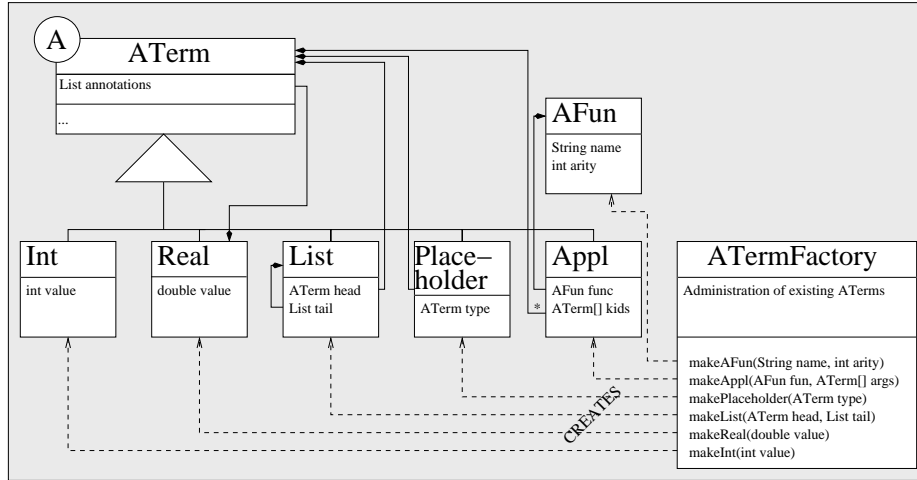 A
ATerm
List annotations
...
AFun
String name
int arity
Int
int value
Real
double value
List
ATerm head
List tail
Place−
holder
ATerm type
Appl
AFun func
ATerm[] kids
*
ATermFactory
Administration of existing ATerms
makeAFun(String name, int arity)
makeAppl(AFun fun, ATerm[] args)
makePlaceholder(ATerm type)
makeList(ATerm head, List tail)
makeReal(double value)
makeInt(int value)
CREATES